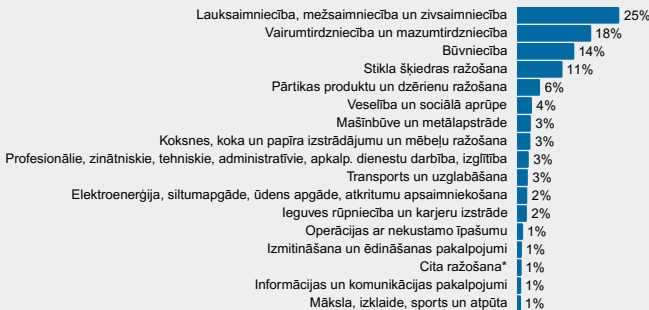 Lauksaimniecība, mežsaimniecība un zivsaimniecība 25%
Vairumtirdzniecība un mazumtirdzniecība 18%
Būvniecība 14%
Stikla šķiedras ražošana 11%
Pārtikas produktu un dzērienu ražošana 6%
Veselība un sociālā aprūpe 4%
Mašīnbūve un metālapstrāde 3%
Koksnes, koka un papīra izstrādājumu un mēbeļu ražošana 3%
Profesionālie, zinātniskie, tehniskie, administratīvie, apkalp. dienestu darbība, izglītība 3%
Transports un uzglabāšana 3%
Elektroenerģija, siltumapgāde, ūdens apgāde, atkritumu apsaimniekošana 2%
Ieguves rūpniecība un karjeru izstrāde 2%
Operācijas ar nekustamo īpašumu 1%
Izmitināšana un ēdināšanas pakalpojumi 1%
Cita ražošana* 1%
Informācijas un komunikācijas pakalpojumi 1%
Māksla, izklaide, sports un atpūta 1%